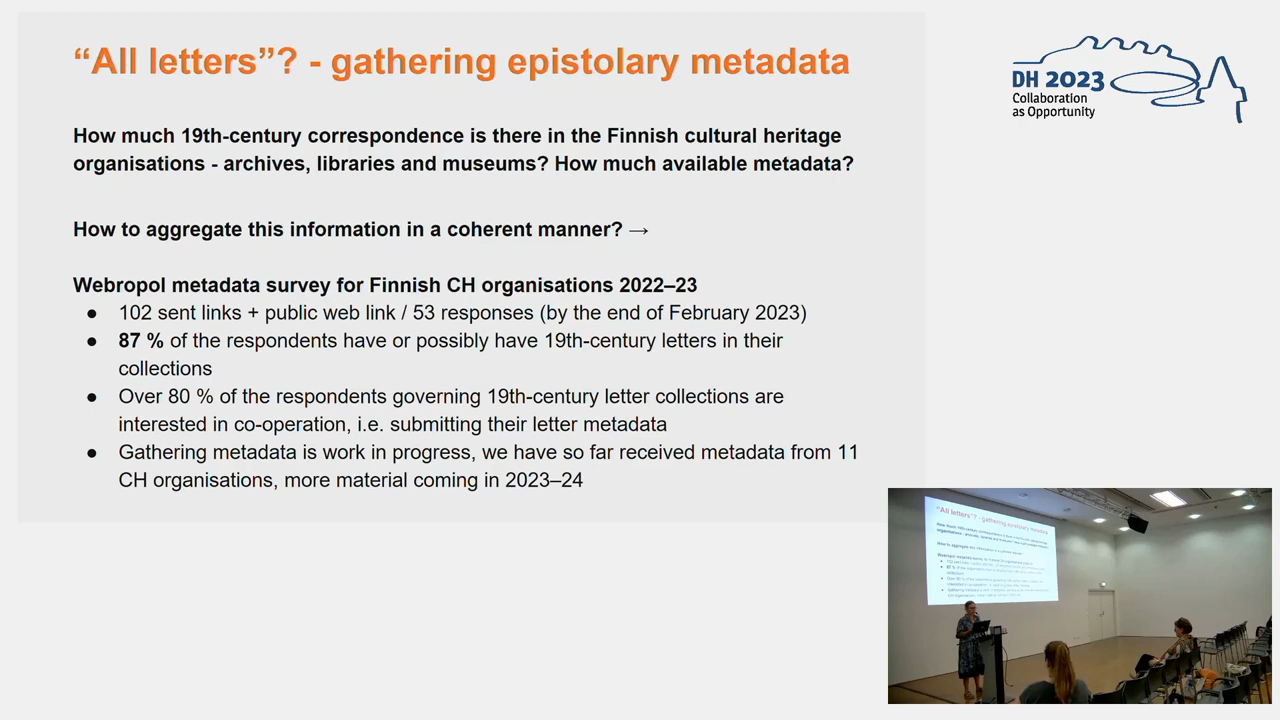 “All letters”? - gathering epistolary metadata
How much 19th-century correspondence is there in the Finnish cultural heritage
organisations - archives, libraries and museums? How much available metadata?
How to aggregate this information in a coherent manner? →
Webropol metadata survey for Finnish CH organisations 2022–23
● 102 sent links + public web link / 53 responses (by the end of February 2023)
● 87 % of the respondents have or possibly have 19th-century letters in their
collections
● Over 80 % of the respondents governing 19th-century letter collections are
interested in co-operation, i.e. submitting their letter metadata
● Gathering metadata is work in progress, we have so far received metadata from 11
CH organisations, more material coming in 2023–24
DH 2023
Collaboration
as Opportunity
“All letters”? - gathering epistolary metadata